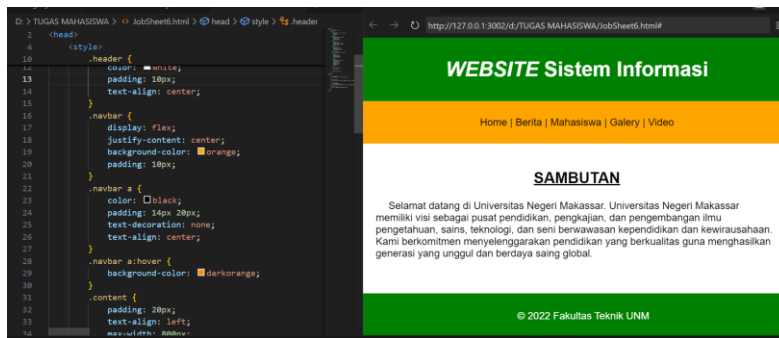 D: > TUGAS MAHASISWA > JobSheet6.html > head > style > .header
2 <head>
4 <style>
10 .header {
12 color: white;
13 padding: 10px;
14 text-align: center;
15 }
16 .navbar {
17 display: flex;
18 justify-content: center;
19 background-color: orange;
20 padding: 10px;
21 }
22 .navbar a {
23 color: black;
24 padding: 14px 20px;
25 text-decoration: none;
26 text-align: center;
27 }
28 .navbar a:hover {
29 background-color: darkorange;
30 }
31 .content {
32 padding: 20px;
33 text-align: left;
34 max-width: 800px;
http://127.0.0.1:3002/d:/TUGAS MAHASISWA/JobSheet6.html#
WEBSITE Sistem Informasi
Home | Berita | Mahasiswa | Galery | Video
SAMBUTAN
Selamat datang di Universitas Negeri Makassar. Universitas Negeri Makassar
memiliki visi sebagai pusat pendidikan, pengkajian, dan pengembangan ilmu
pengetahuan, sains, teknologi, dan seni berwawasan kependidikan dan kewirausahaan.
Kami berkomitmen menyelenggarakan pendidikan yang berkualitas guna menghasilkan
generasi yang unggul dan berdaya saing global.
© 2022 Fakultas Teknik UNM